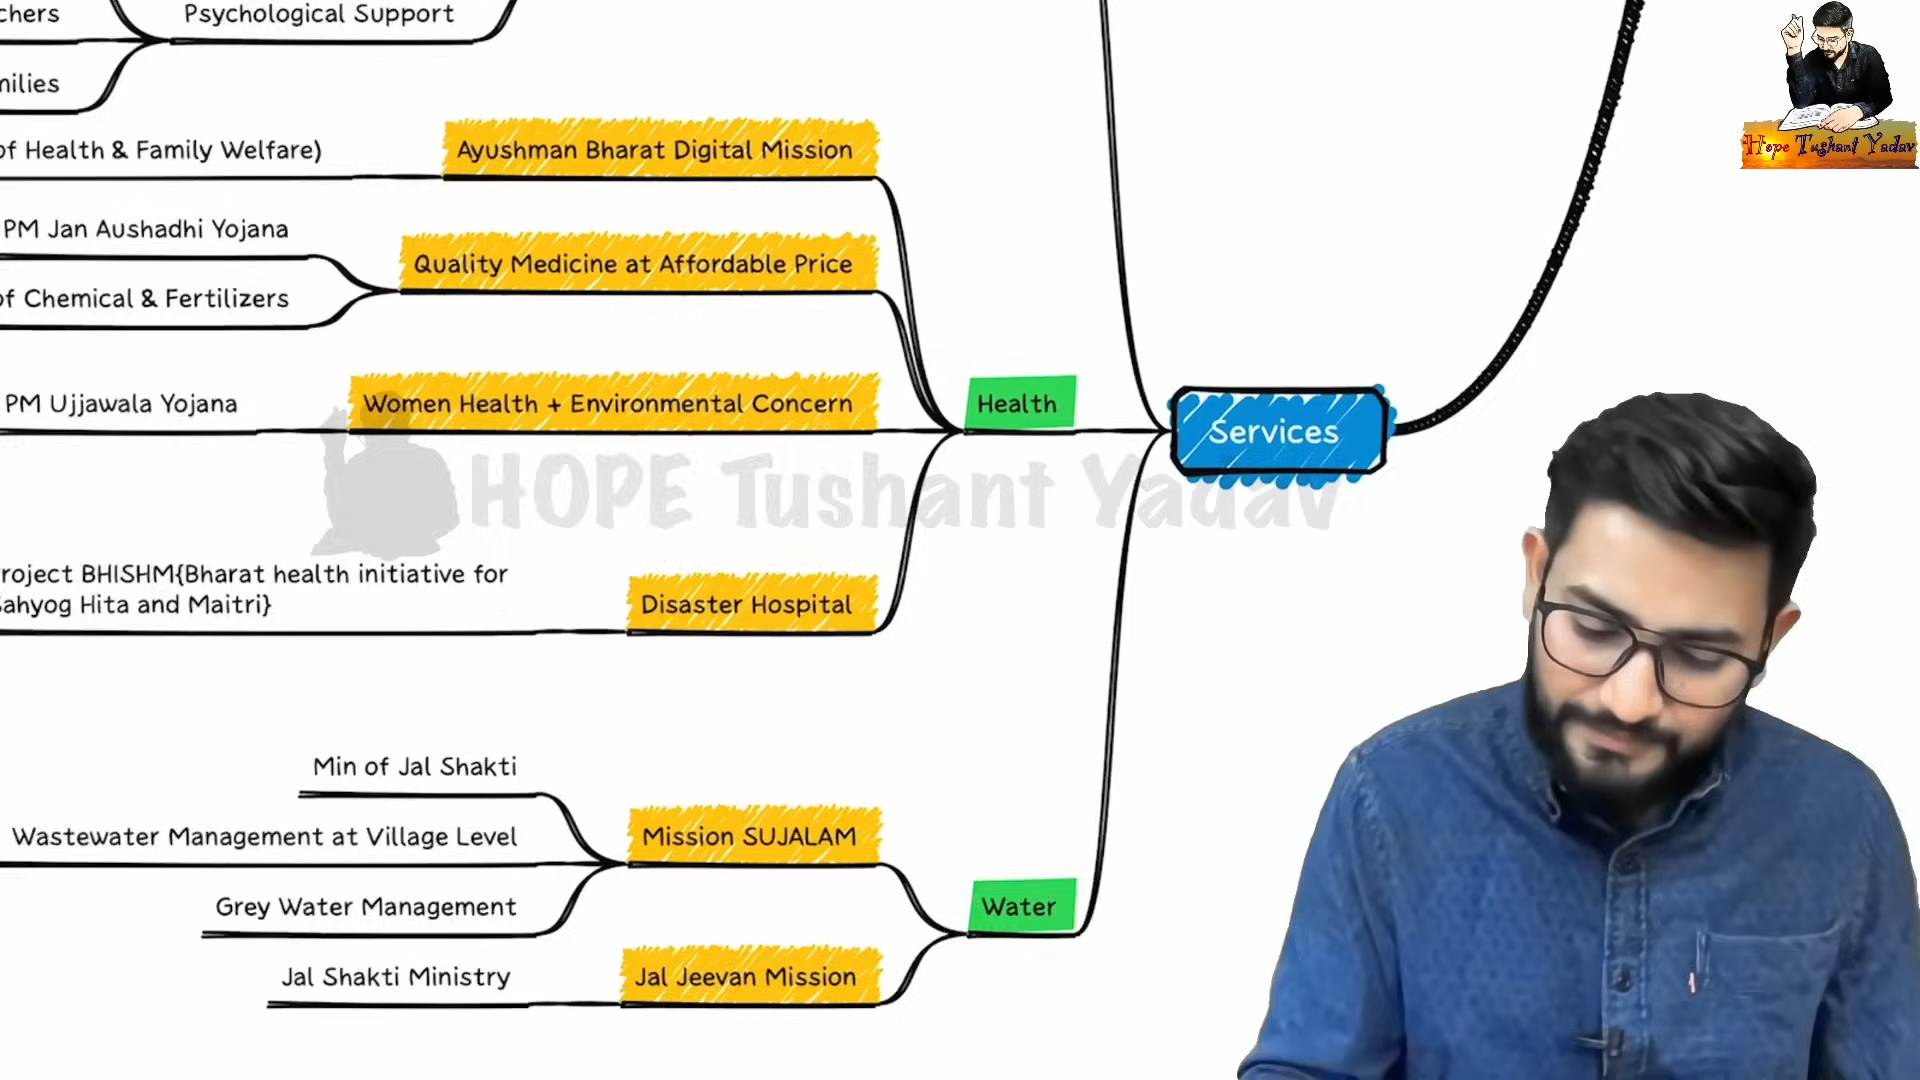 chers
Psychological Support
milies
of Health & Family Welfare)
Ayushman Bharat Digital Mission
PM Jan Aushadhi Yojana
Quality Medicine at Affordable Price
of Chemical & Fertilizers
PM Ujjawala Yojana
Women Health + Environmental Concern
Health
Services
HOPE Tushant Yadav
roject BHISHM{Bharat health initiative for
Sahyog Hita and Maitri}
Disaster Hospital
Min of Jal Shakti
Wastewater Management at Village Level
Mission SUJALAM
Grey Water Management
Water
Jal Shakti Ministry
Jal Jeevan Mission
Hope Tushant Yadav